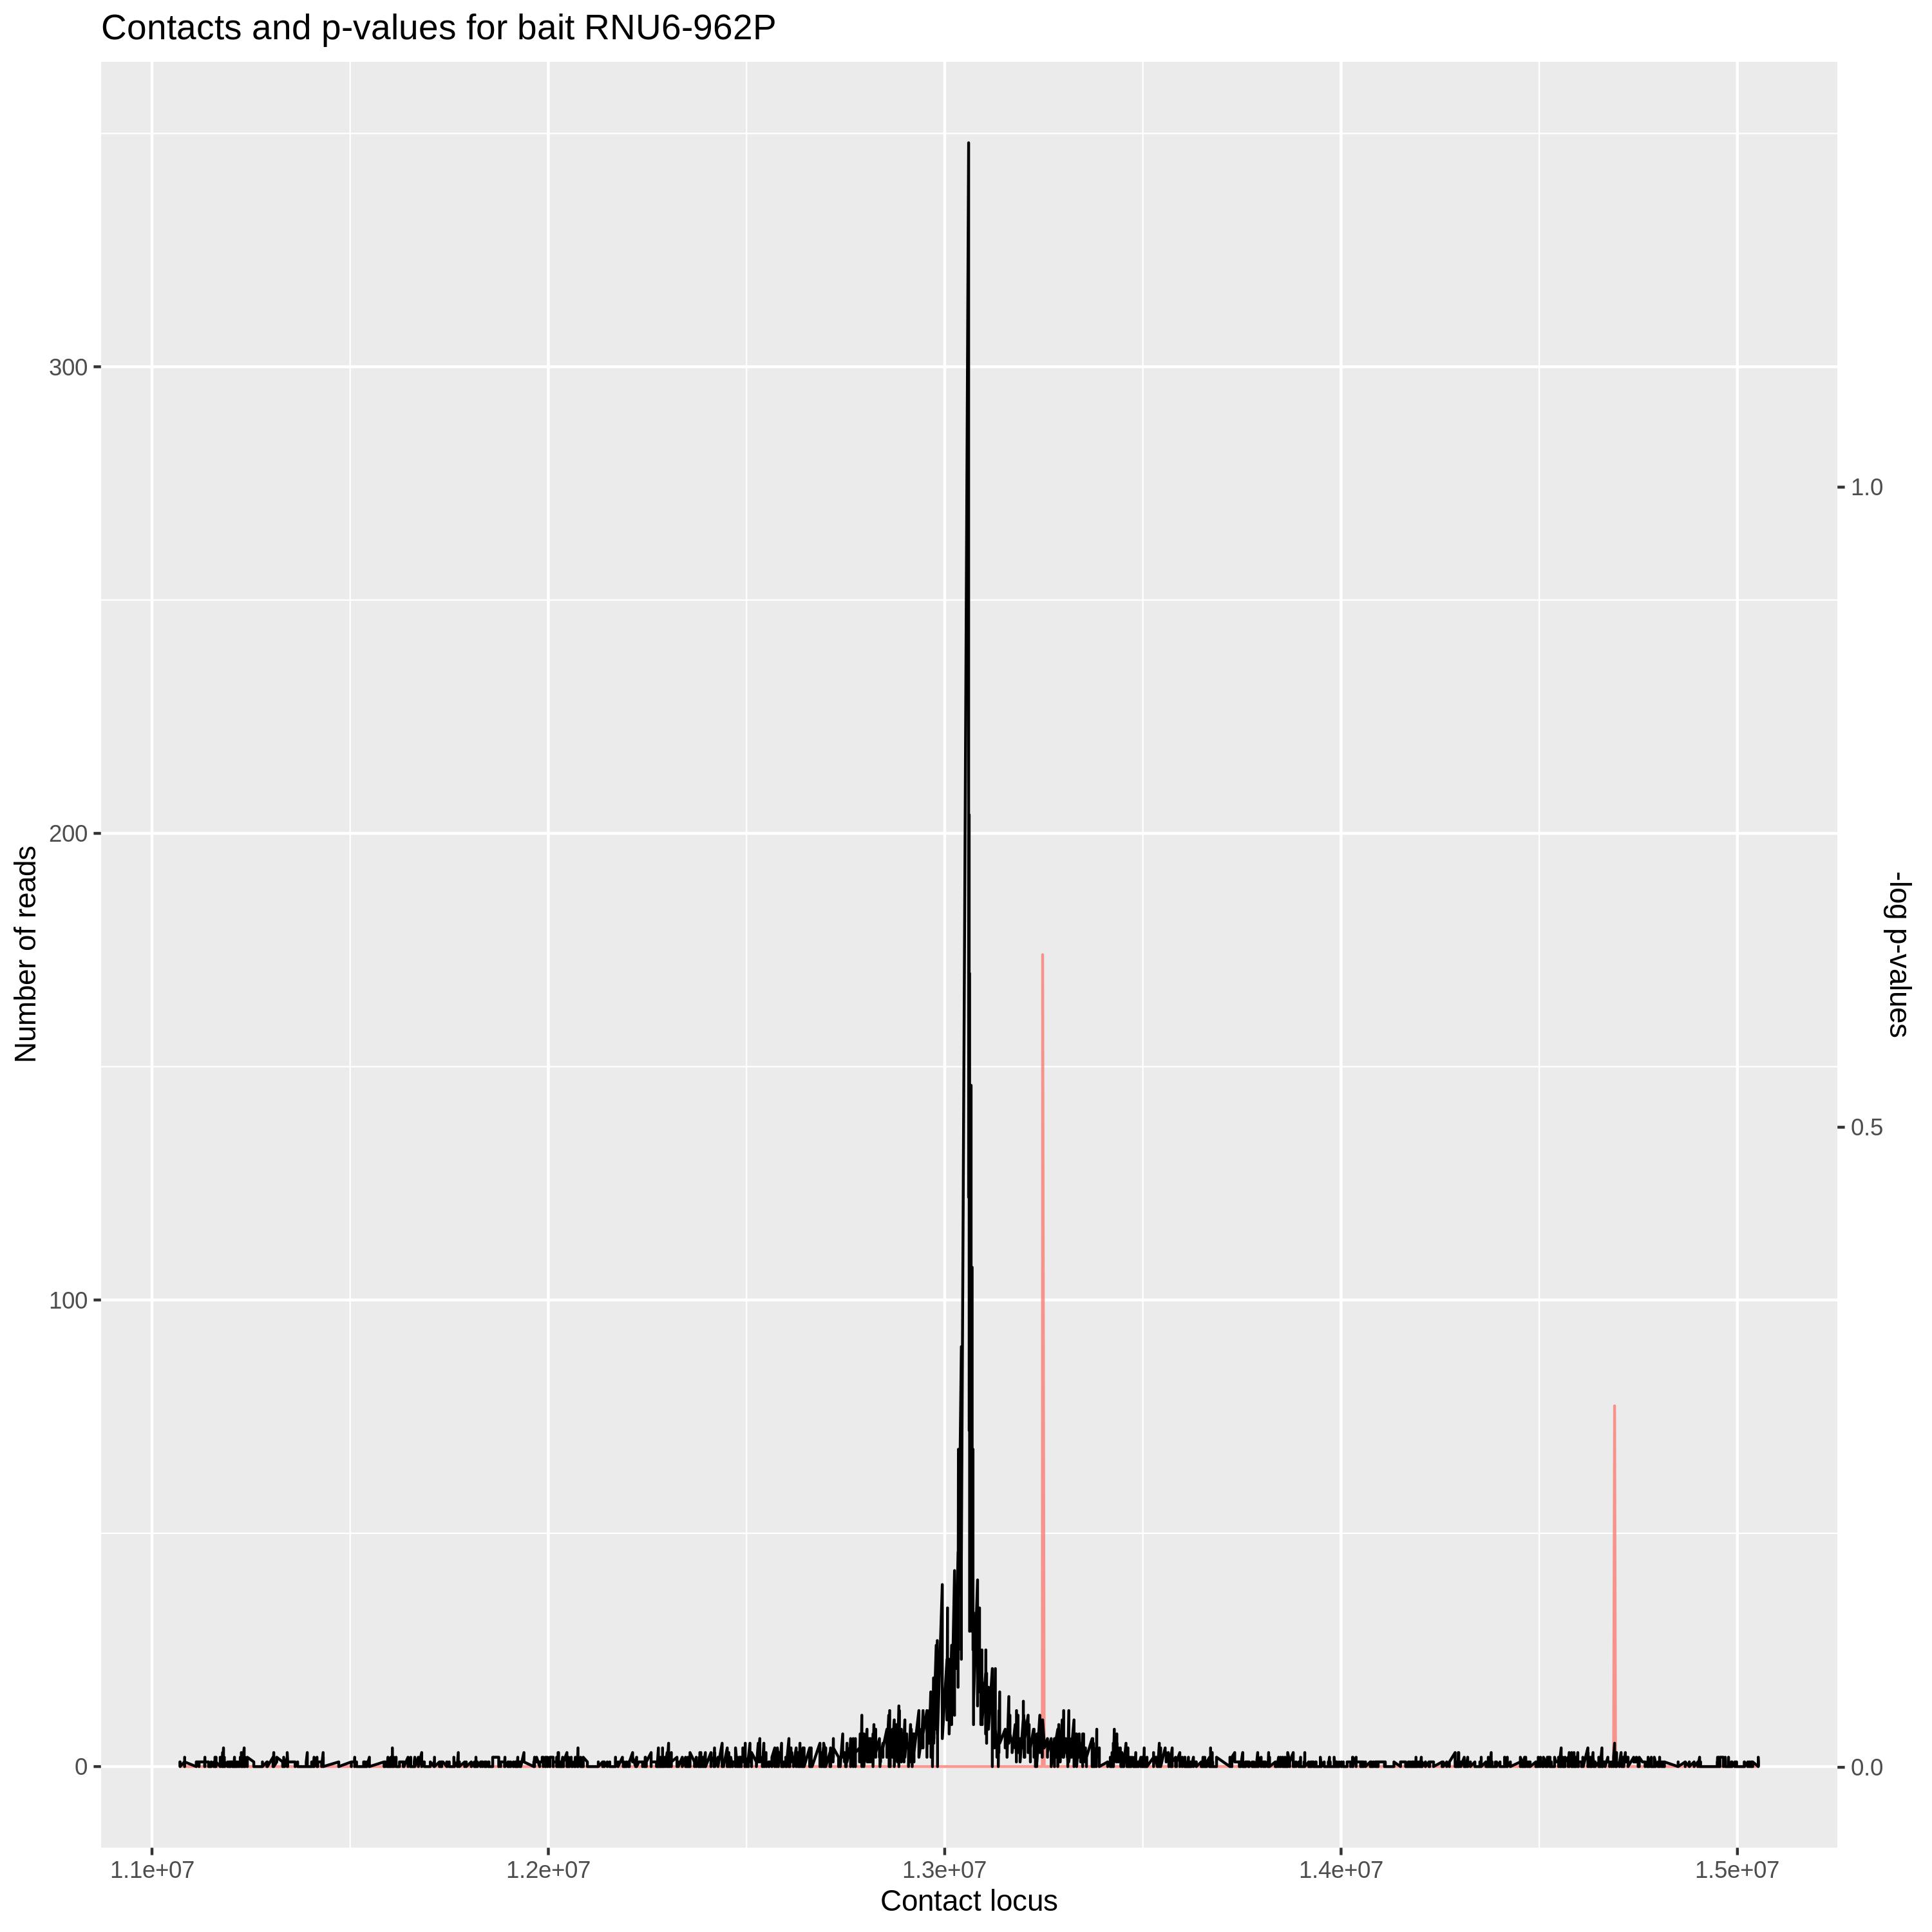 Contacts and p-values for bait RNU6-962P
300
200
100
0
Number of reads
1.0
0.5
0.0
-log p-values
1.1e+07
1.2e+07
1.3e+07
1.4e+07
1.5e+07
Contact locus